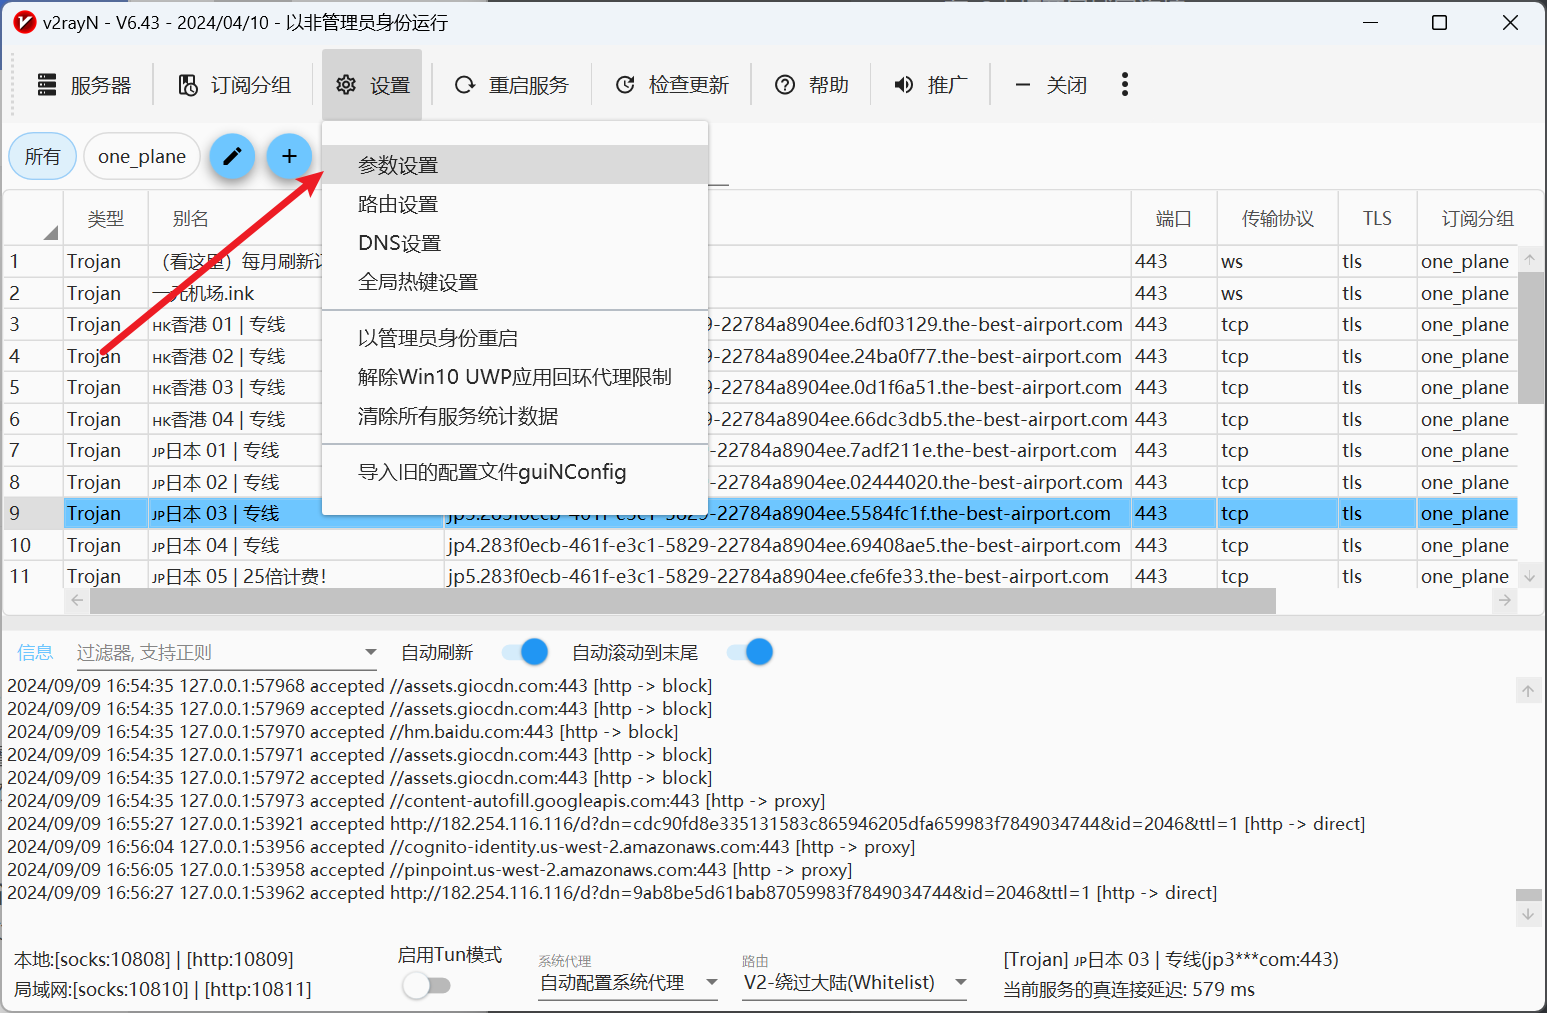 v2rayN - V6.43 - 2024/04/10 - 以非管理员身份运行
服务器 订阅分组 设置 重启服务 检查更新 帮助 推广 关闭
所有 one_plane
参数设置
路由设置
DNS设置
全局热键设置
以管理员身份重启
解除Win10 UWP应用回环代理限制
清除所有服务统计数据
导入旧的配置文件guiNConfig
类型 别名 端口 传输协议 TLS 订阅分组
1 Trojan （看这里）每月刷新 443 ws tls one_plane
2 Trojan 一元机场.ink 443 ws tls one_plane
3 Trojan HK香港 01 | 专线 9-22784a8904ee.6df03129.the-best-airport.com 443 tcp tls one_plane
4 Trojan HK香港 02 | 专线 9-22784a8904ee.24ba0f77.the-best-airport.com 443 tcp tls one_plane
5 Trojan HK香港 03 | 专线 9-22784a8904ee.0d1f6a51.the-best-airport.com 443 tcp tls one_plane
6 Trojan HK香港 04 | 专线 9-22784a8904ee.66dc3db5.the-best-airport.com 443 tcp tls one_plane
7 Trojan JP日本 01 | 专线 9-22784a8904ee.7adf211e.the-best-airport.com 443 tcp tls one_plane
8 Trojan JP日本 02 | 专线 9-22784a8904ee.02444020.the-best-airport.com 443 tcp tls one_plane
9 Trojan JP日本 03 | 专线 jp3.283f0ecb-461f-e3c1-5829-22784a8904ee.5584fc1f.the-best-airport.com 443 tcp tls one_plane
10 Trojan JP日本 04 | 专线 jp4.283f0ecb-461f-e3c1-5829-22784a8904ee.69408ae5.the-best-airport.com 443 tcp tls one_plane
11 Trojan JP日本 05 | 25倍计费！ jp5.283f0ecb-461f-e3c1-5829-22784a8904ee.cfe6fe33.the-best-airport.com 443 tcp tls one_plane
信息 过滤器, 支持正则 自动刷新 自动滚动到末尾
2024/09/09 16:54:35 127.0.0.1:57968 accepted //assets.giocdn.com:443 [http -> block]
2024/09/09 16:54:35 127.0.0.1:57969 accepted //assets.giocdn.com:443 [http -> block]
2024/09/09 16:54:35 127.0.0.1:57970 accepted //hm.baidu.com:443 [http -> block]
2024/09/09 16:54:35 127.0.0.1:57971 accepted //assets.giocdn.com:443 [http -> block]
2024/09/09 16:54:35 127.0.0.1:57972 accepted //assets.giocdn.com:443 [http -> block]
2024/09/09 16:54:35 127.0.0.1:57973 accepted //content-autofill.googleapis.com:443 [http -> proxy]
2024/09/09 16:55:27 127.0.0.1:53921 accepted http://182.254.116.116/d?dn=cdc90fd8e335131583c865946205dfa659983f7849034744&id=2046&ttl=1 [http -> direct]
2024/09/09 16:56:04 127.0.0.1:53956 accepted //cognito-identity.us-west-2.amazonaws.com:443 [http -> proxy]
2024/09/09 16:56:05 127.0.0.1:53958 accepted //pinpoint.us-west-2.amazonaws.com:443 [http -> proxy]
2024/09/09 16:56:27 127.0.0.1:53962 accepted http://182.254.116.116/d?dn=9ab8be5d61bab87059983f7849034744&id=2046&ttl=1 [http -> direct]
本地:[socks:10808] | [http:10809]
局域网:[socks:10810] | [http:10811]
启用Tun模式
系统代理
自动配置系统代理
路由
V2-绕过大陆(Whitelist)
[Trojan] JP日本 03 | 专线(jp3***com:443)
当前服务的真连接延迟: 579 ms